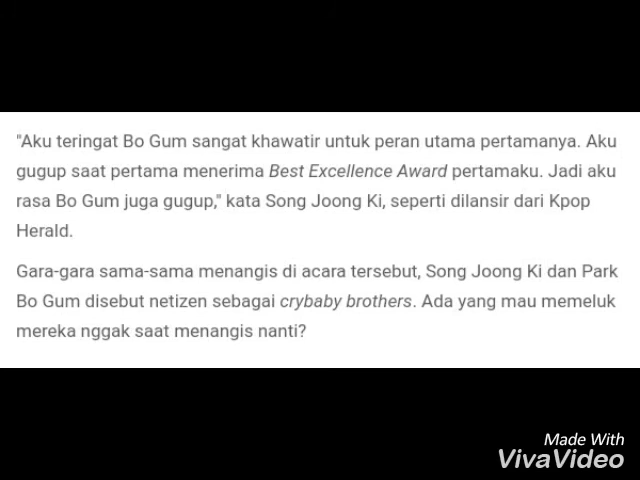 "Aku teringat Bo Gum sangat khawatir untuk peran utama pertamanya. Aku
gugup saat pertama menerima Best Excellence Award pertamaku. Jadi aku
rasa Bo Gum juga gugup," kata Song Joong Ki, seperti dilansir dari Kpop
Herald.
Gara-gara sama-sama menangis di acara tersebut, Song Joong Ki dan Park
Bo Gum disebut netizen sebagai crybaby brothers. Ada yang mau memeluk
mereka nggak saat menangis nanti?
Made With
VivaVideo